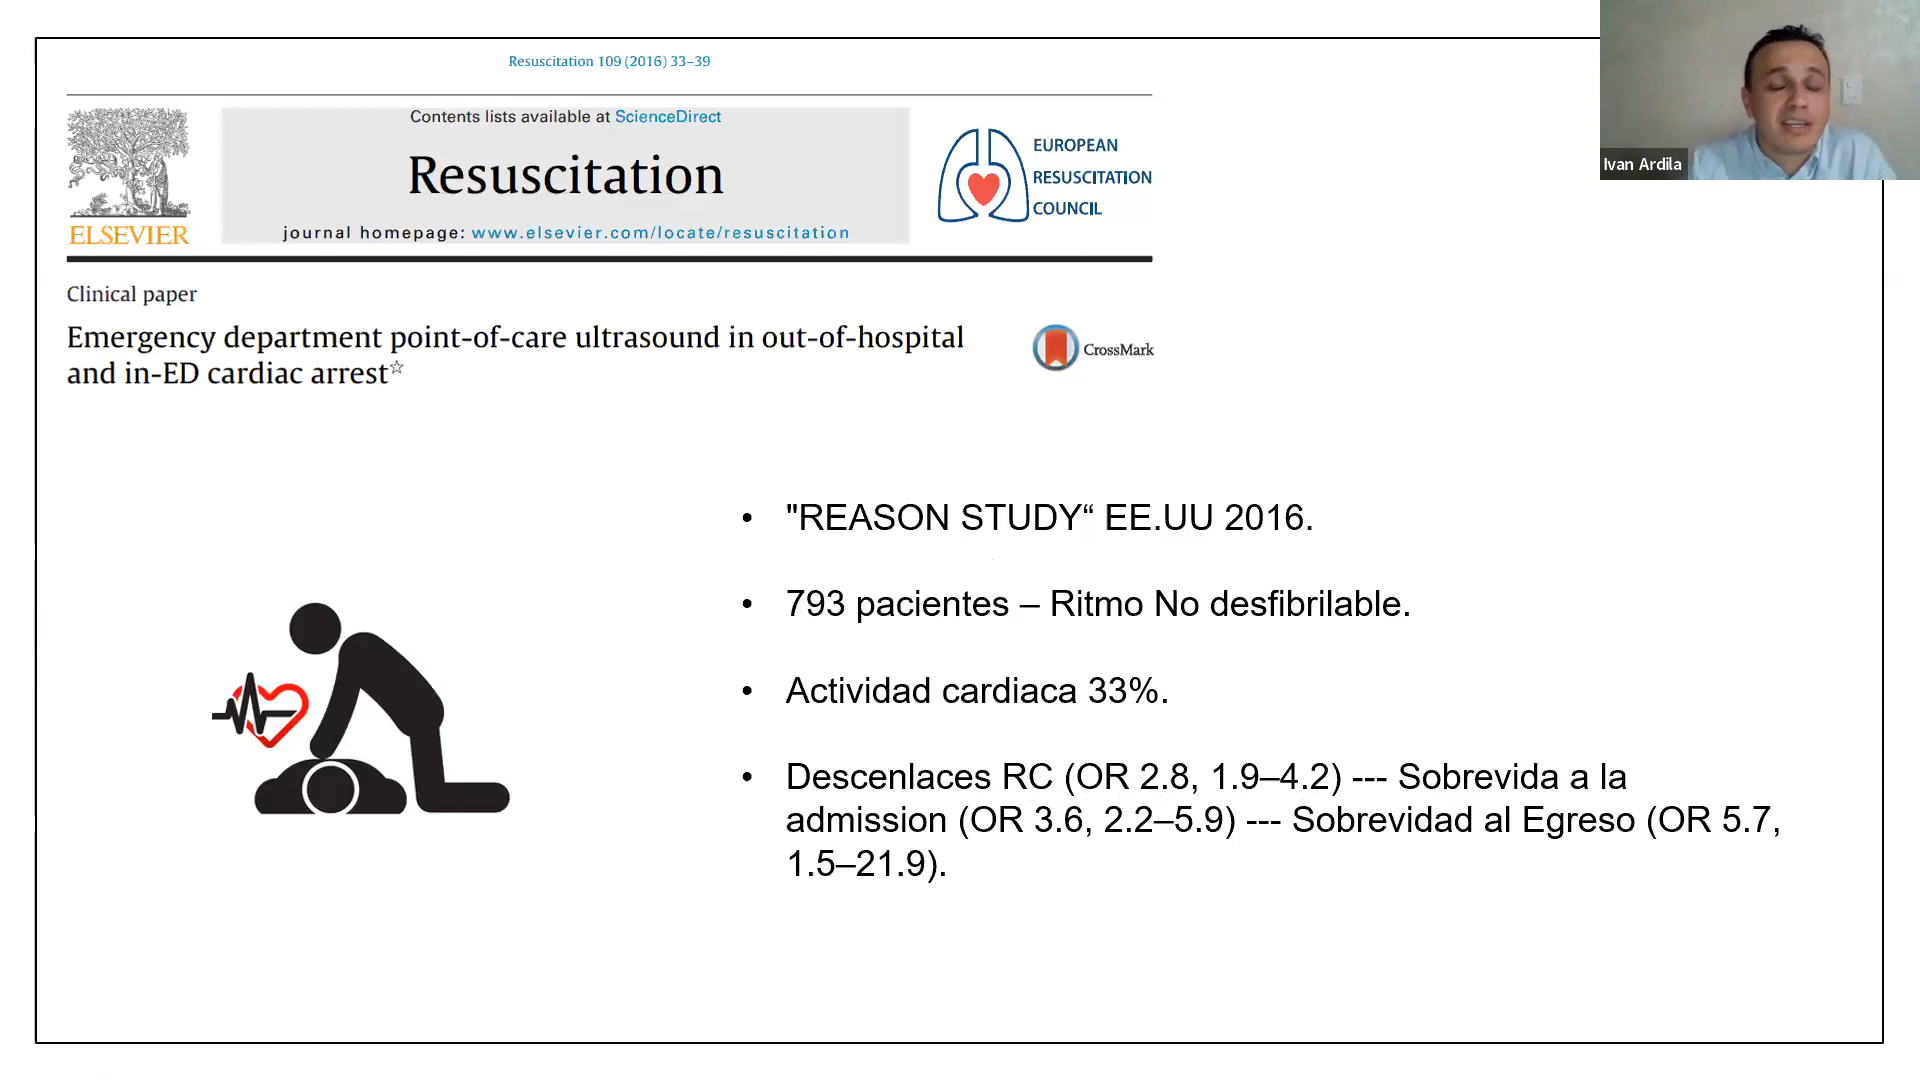 Resuscitation 109 (2016) 33–39
Contents lists available at ScienceDirect
Resuscitation
journal homepage: www.elsevier.com/locate/resuscitation
ELSEVIER
EUROPEAN
RESUSCITATION
COUNCIL
Ivan Ardila
Clinical paper
Emergency department point-of-care ultrasound in out-of-hospital
and in-ED cardiac arrest☆
CrossMark
• "REASON STUDY“ EE.UU 2016.
• 793 pacientes – Ritmo No desfibrilable.
• Actividad cardiaca 33%.
• Descenlaces RC (OR 2.8, 1.9–4.2) --- Sobrevida a la
admission (OR 3.6, 2.2–5.9) --- Sobrevidad al Egreso (OR 5.7,
1.5–21.9).